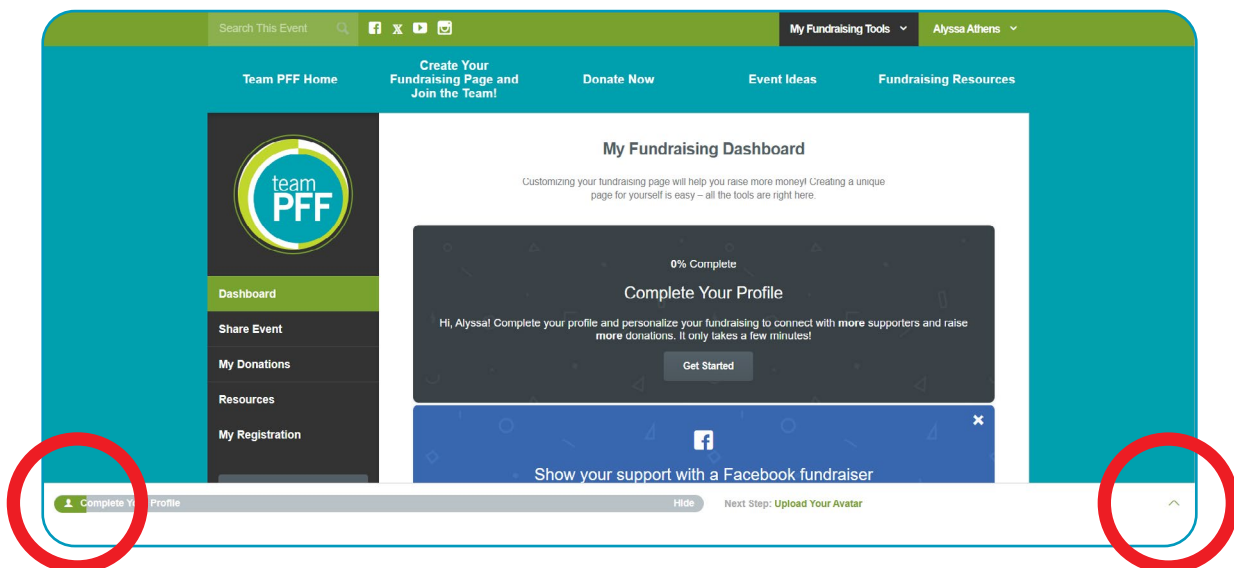 Search This Event
My Fundraising Tools
Alyssa Athens
Team PFF Home
Create Your
Fundraising Page and
Join the Team!
Donate Now
Event Ideas
Fundraising Resources
team
PFF
My Fundraising Dashboard
Customizing your fundraising page will help you raise more money! Creating a unique
page for yourself is easy – all the tools are right here.
0% Complete
Complete Your Profile
Hi, Alyssa! Complete your profile and personalize your fundraising to connect with more supporters and raise
more donations. It only takes a few minutes!
Get Started
Dashboard
Share Event
My Donations
Resources
My Registration
Show your support with a Facebook fundraiser
Complete Your Profile
Hide
Next Step: Upload Your Avatar